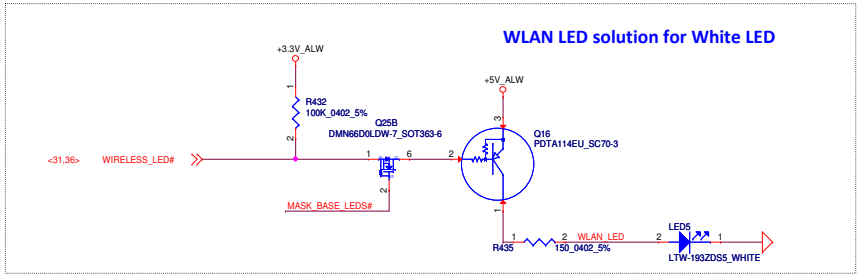 WLAN LED solution for White LED
+3.3V_ALW
+5V_ALW
1
R432
100K_0402_5%
2
Q25B
DMN66D0LDW-7_SOT363-6
3
Q16
PDTA114EU_SC70-3
<31,36> WIRELESS_LED#
1
6
2
2
MASK_BASE_LEDS#
1
R435
1
2
WLAN_LED
150_0402_5%
2
LED5
1
LTW-193ZDS5_WHITE